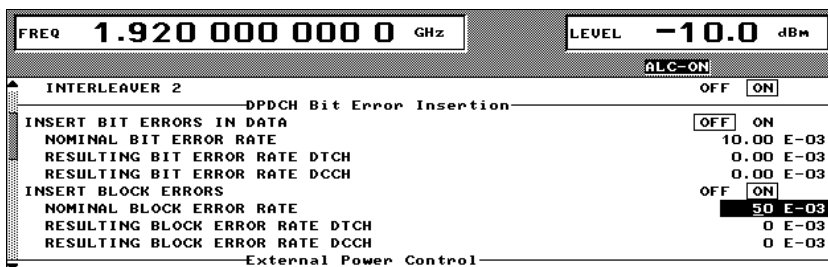 FREQ 1.920 000 000 0 GHz LEVEL -10.0 dBm
ALC-ON
INTERLEAVER 2 OFF ON
DPDCH Bit Error Insertion
INSERT BIT ERRORS IN DATA OFF ON
NOMINAL BIT ERROR RATE 10.00 E-03
RESULTING BIT ERROR RATE DTCH 0.00 E-03
RESULTING BIT ERROR RATE DCCH 0.00 E-03
INSERT BLOCK ERRORS OFF ON
NOMINAL BLOCK ERROR RATE 50 E-03
RESULTING BLOCK ERROR RATE DTCH 0 E-03
RESULTING BLOCK ERROR RATE DCCH 0 E-03
External Power Control